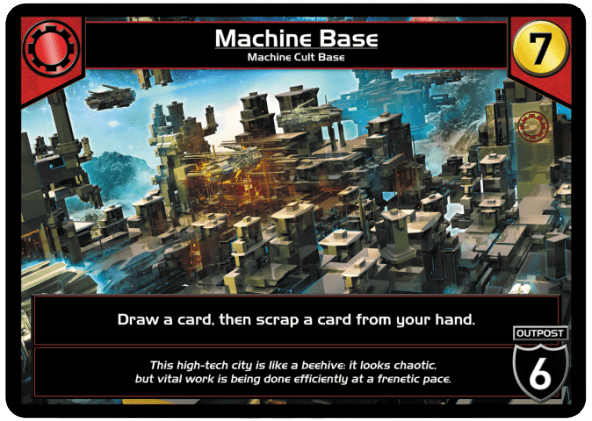 Machine Base
Machine Cult Base
7
Draw a card, then scrap a card from your hand.
OUTPOST
6
This high-tech city is like a beehive: it looks chaotic,
but vital work is being done efficiently at a frenetic pace.